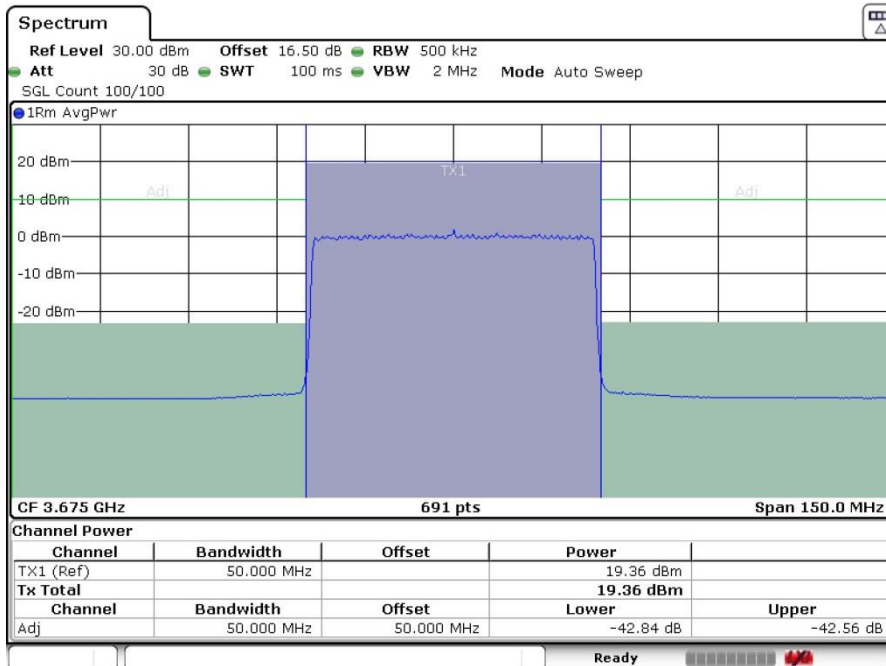 Spectrum
Ref Level 30.00 dBm Offset 16.50 dB RBW 500 kHz
Att 30 dB SWT 100 ms VBW 2 MHz Mode Auto Sweep
SGL Count 100/100
1Rm AvgPwr
20 dBm
TX1
Adj Adj
10 dBm
0 dBm
-10 dBm
-20 dBm
CF 3.675 GHz 691 pts Span 150.0 MHz
Channel Power
Channel Bandwidth Offset Power
TX1 (Ref) 50.000 MHz 19.36 dBm
Tx Total 19.36 dBm
Channel Bandwidth Offset Lower Upper
Adj 50.000 MHz 50.000 MHz -42.84 dB -42.56 dB
Ready